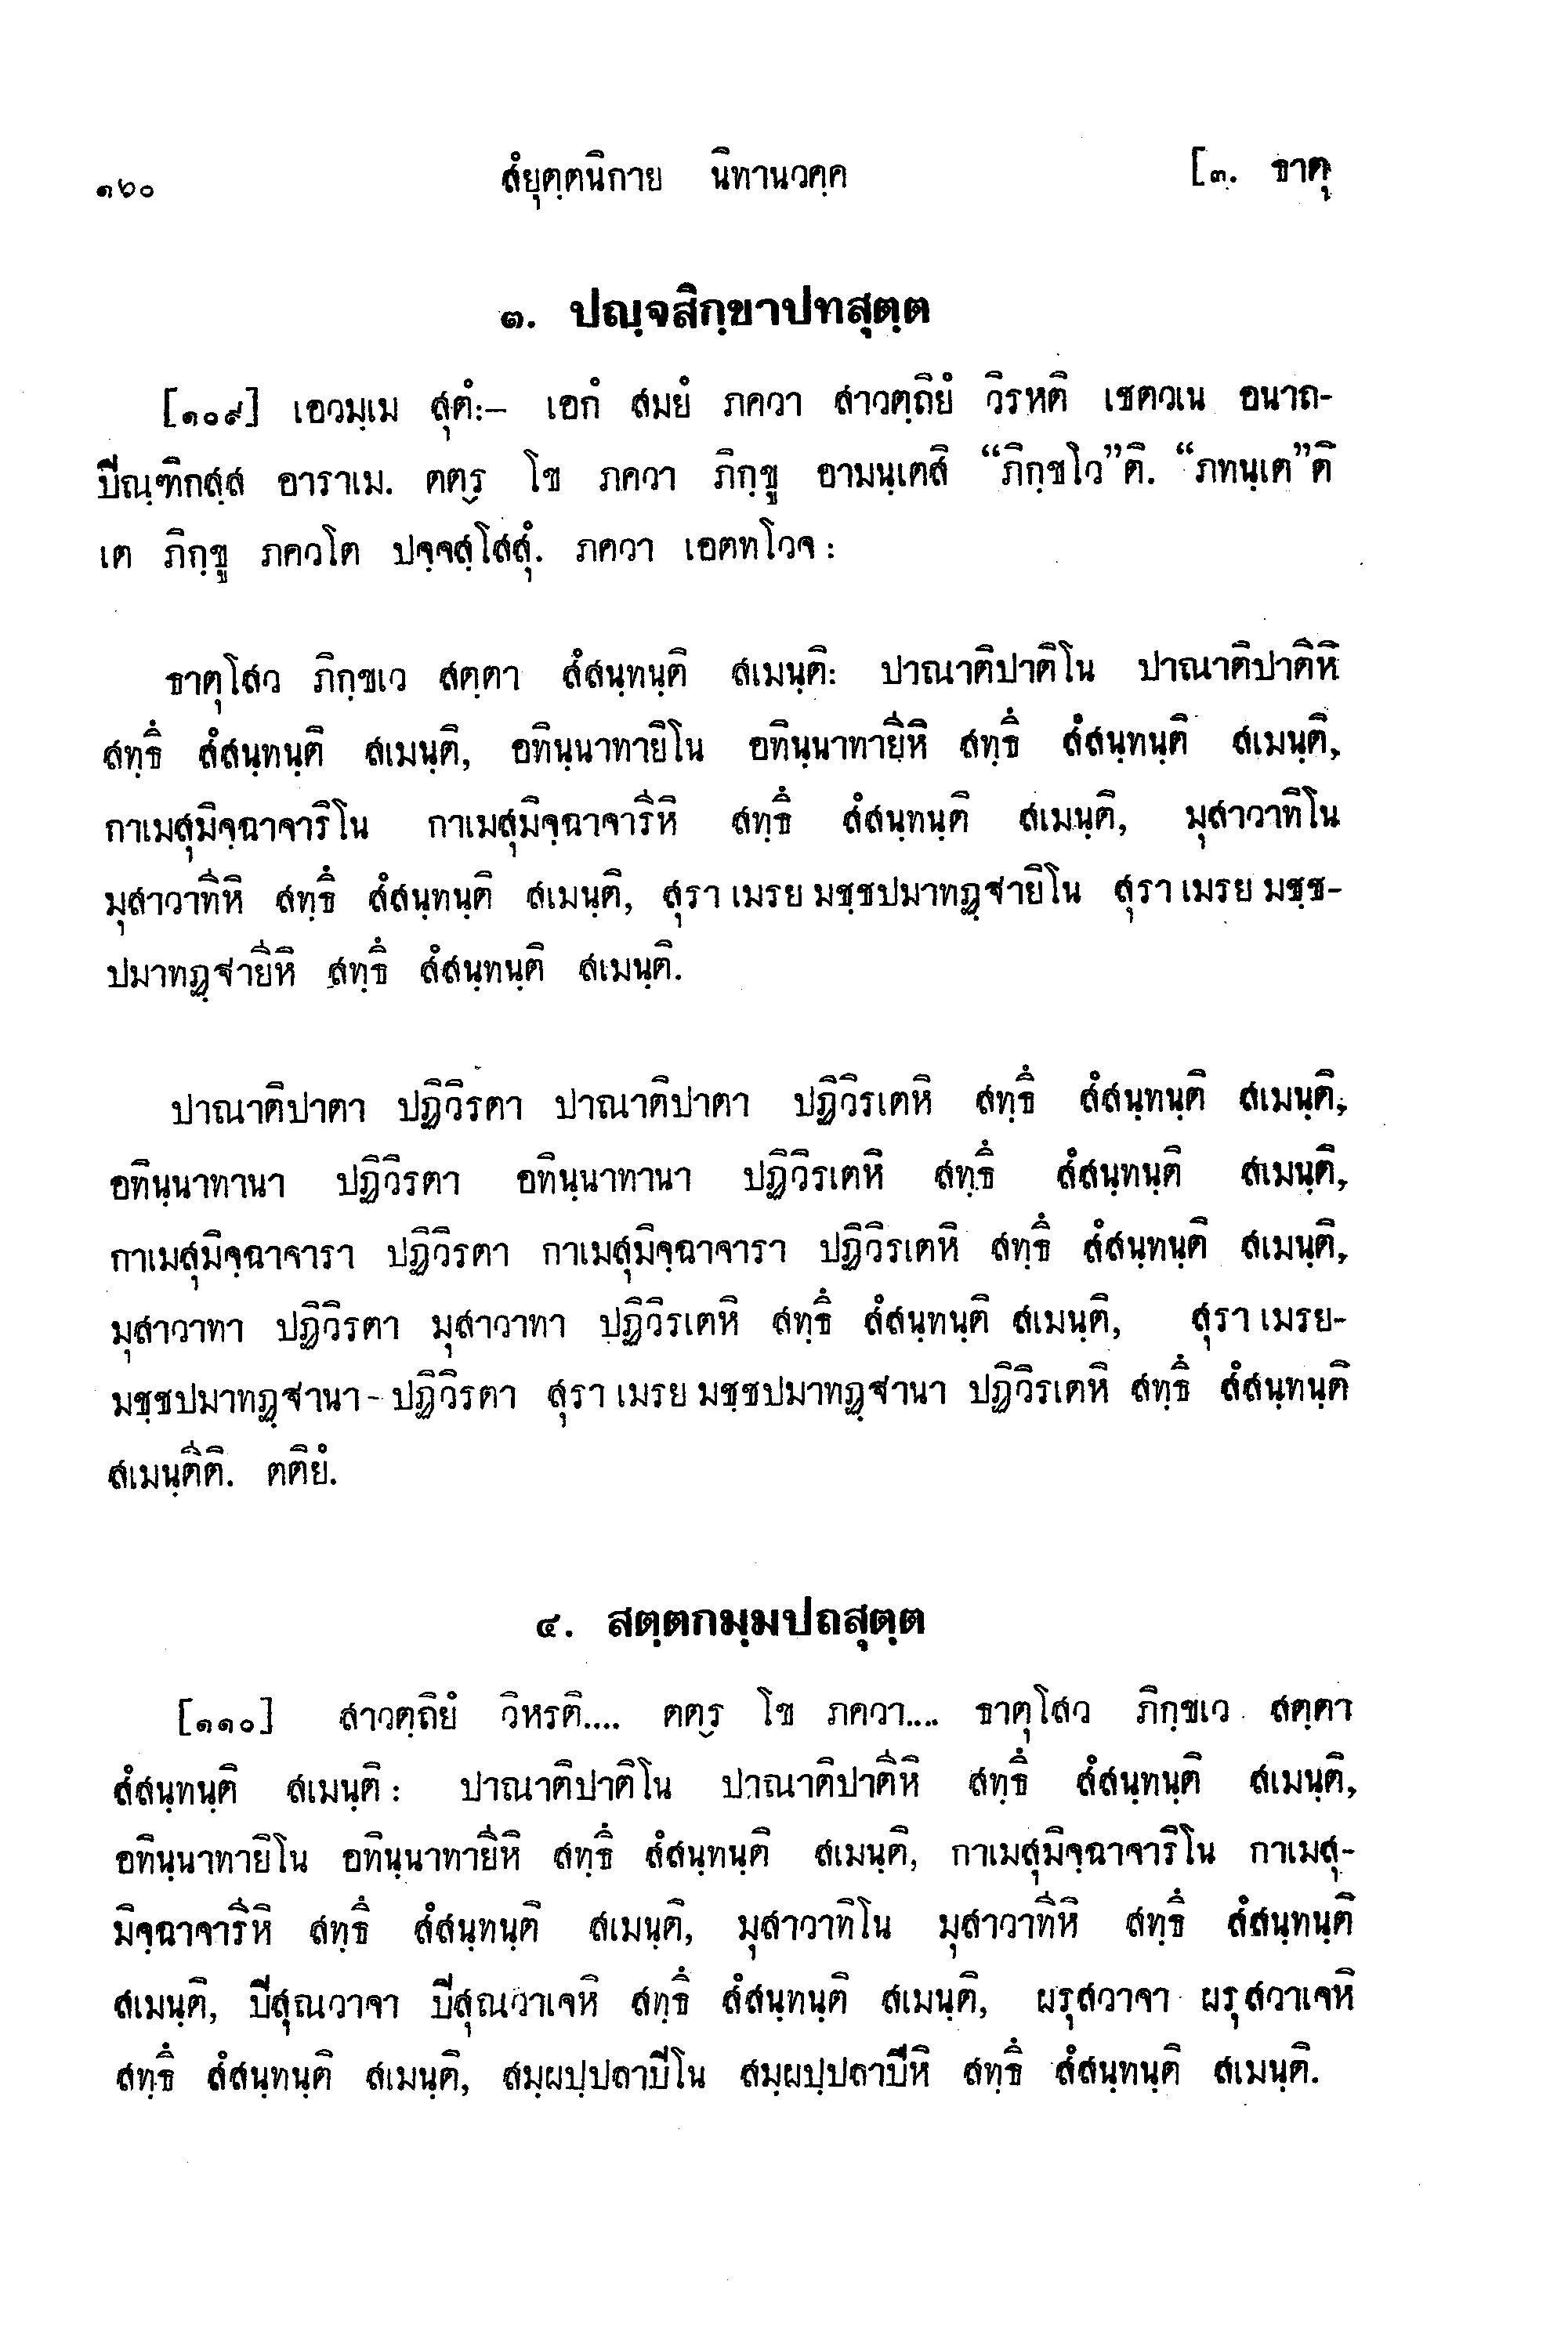 ๑๖๐ สํยุตฺตนิกาย นิทานวคฺค [๓. ธาตุ
๓. ปญฺจสิกฺขาปทสุตฺต
[๑๐๙] เอวมฺเม สุตํ:– เอกํ สมยํ ภควา สาวตฺถิยํ วิรหติ เชตวเน อนาถ-
ปิณฺฑิกสฺส อาราเม. ตตฺร โข ภควา ภิกฺขู อามนฺเตสิ “ภิกฺขโว”ติ. “ภทนฺเต”ติ
เต ภิกฺขู ภควโต ปจฺจสฺโสสุํ. ภควา เอตทโวจ :
ธาตุโสว ภิกฺขเว สตฺตา สํสนฺทนฺติ สเมนฺติ: ปาณาติปาติโน ปาณาติปาตีหิ
สทฺธึ สํสนฺทนฺติ สเมนฺติ, อทินฺนาทายิโน อทินฺนาทายีหิ สทฺธึ สํสนฺทนฺติ สเมนฺติ,
กาเมสุมิจฺฉาจาริโน กาเมสุมิจฺฉาจารีหิ สทฺธึ สํสนฺทนฺติ สเมนฺติ, มุสาวาทิโน
มุสาวาทีหิ สทฺธึ สํสนฺทนฺติ สเมนฺติ, สุรา เมรย มชฺชปมาทฏฺฐายิโน สุรา เมรย มชฺช-
ปมาทฏฺฐายีหิ สทฺธึ สํสนฺทนฺติ สเมนฺติ.
ปาณาติปาตา ปฏิวิรตา ปาณาติปาตา ปฏิวิรเตหิ สทฺธึ สํสนฺทนฺติ สเมนฺติ,
อทินฺนาทานา ปฏิวิรตา อทินฺนาทานา ปฏิวิรเตหิ สทฺธึ สํสนฺทนฺติ สเมนฺติ,
กาเมสุมิจฺฉาจารา ปฏิวิรตา กาเมสุมิจฺฉาจารา ปฏิวิรเตหิ สทฺธึ สํสนฺทนฺติ สเมนฺติ,
มุสาวาทา ปฏิวิรตา มุสาวาทา ปฏิวิรเตหิ สทฺธึ สํสนฺทนฺติ สเมนฺติ, สุรา เมรย-
มชฺชปมาทฏฺฐานา - ปฏิวิรตา สุรา เมรย มชฺชปมาทฏฺฐานา ปฏิวิรเตหิ สทฺธึ สํสนฺทนฺติ
สเมนฺตีติ. ตติยํ.
๔. สตฺตกมฺมปถสุตฺต
[๑๑๐] สาวตฺถิยํ วิหรติ.... ตตฺร โข ภควา.... ธาตุโสว ภิกฺขเว สตฺตา
สํสนฺทนฺติ สเมนฺติ : ปาณาติปาติโน ปาณาติปาตีหิ สทฺธึ สํสนฺทนฺติ สเมนฺติ,
อทินฺนาทายิโน อทินฺนาทายีหิ สทฺธึ สํสนฺทนฺติ สเมนฺติ, กาเมสุมิจฺฉาจาริโน กาเมสุ-
มิจฺฉาจารีหิ สทฺธึ สํสนฺทนฺติ สเมนฺติ, มุสาวาทิโน มุสาวาทีหิ สทฺธึ สํสนฺทนฺติ
สเมนฺติ, ปิสุณวาจา ปิสุณวาเจหิ สทฺธึ สํสนฺทนฺติ สเมนฺติ, ผรุสวาจา ผรุสวาเจหิ
สทฺธึ สํสนฺทนฺติ สเมนฺติ, สมฺผปฺปลาปิโน สมฺผปฺปลาปีหิ สทฺธึ สํสนฺทนฺติ สเมนฺติ.